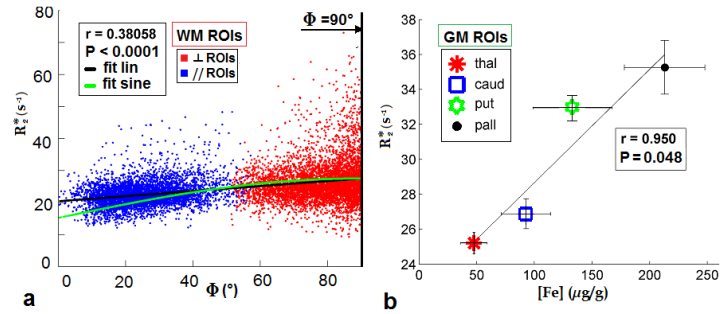 r = 0.38058
P < 0.0001
fit lin
fit sine
WM ROIs
⊥ ROIs
// ROIs
Φ =90°
80
60
40
20
0
R2* (s-1)
0
20
40
60
80
Φ (°)
a
GM ROIs
thal
caud
put
pall
r = 0.950
P = 0.048
38
36
34
32
30
28
26
24
R2* (s-1)
0
50
100
150
200
250
[Fe] (μg/g)
b